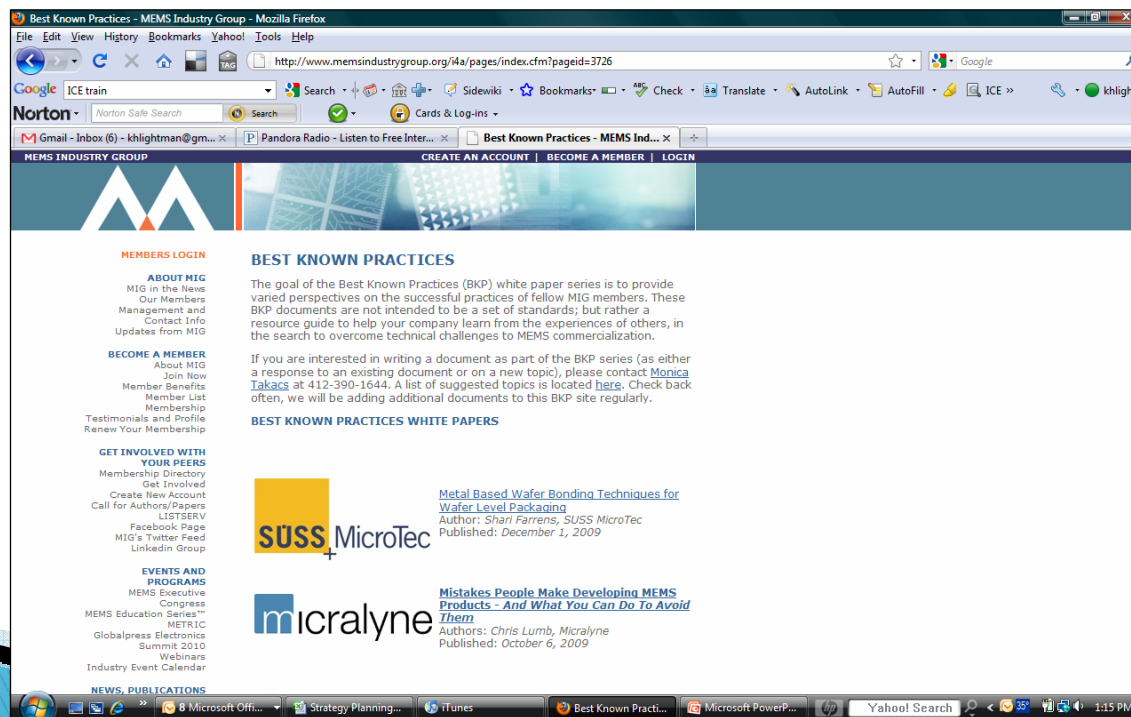 Best Known Practices - MEMS Industry Group - Mozilla Firefox
File Edit View History Bookmarks Yahoo! Tools Help
TAG http://www.memsindustrygroup.org/i4a/pages/index.cfm?pageid=3726 Google
Google ICE train Search Sidewiki Bookmarks Check Translate AutoLink AutoFill ICE » khligh
Norton Norton Safe Search Search Cards & Log-ins
Gmail - Inbox (6) - khlightman@gm... Pandora Radio - Listen to Free Inter... Best Known Practices - MEMS Ind...
MEMS INDUSTRY GROUP CREATE AN ACCOUNT | BECOME A MEMBER | LOGIN
MEMBERS LOGIN
ABOUT MIG
MIG in the News
Our Members
Management and
Contact Info
Updates from MIG
BECOME A MEMBER
About MIG
Join Now
Member Benefits
Member List
Membership
Testimonials and Profile
Renew Your Membership
GET INVOLVED WITH
YOUR PEERS
Membership Directory
Get Involved
Create New Account
Call for Authors/Papers
LISTSERV
Facebook Page
MIG's Twitter Feed
Linkedin Group
EVENTS AND
PROGRAMS
MEMS Executive
Congress
MEMS Education Series™
METRIC
Globalpress Electronics
Summit 2010
Webinars
Industry Event Calendar
NEWS, PUBLICATIONS
BEST KNOWN PRACTICES
The goal of the Best Known Practices (BKP) white paper series is to provide
varied perspectives on the successful practices of fellow MIG members. These
BKP documents are not intended to be a set of standards; but rather a
resource guide to help your company learn from the experiences of others, in
the search to overcome technical challenges to MEMS commercialization.
If you are interested in writing a document as part of the BKP series (as either
a response to an existing document or on a new topic), please contact Monica
Takacs at 412-390-1644. A list of suggested topics is located here. Check back
often, we will be adding additional documents to this BKP site regularly.
BEST KNOWN PRACTICES WHITE PAPERS
SÜSS MicroTec
Metal Based Wafer Bonding Techniques for
Wafer Level Packaging
Author: Shari Farrens, SUSS MicroTec
Published: December 1, 2009
micralyne
Mistakes People Make Developing MEMS
Products - And What You Can Do To Avoid
Them
Authors: Chris Lumb, Micralyne
Published: October 6, 2009
8 Microsoft Offi... Strategy Planning... iTunes Best Known Practi... Microsoft PowerP... hp Yahoo! Search 35° 1:15 PM